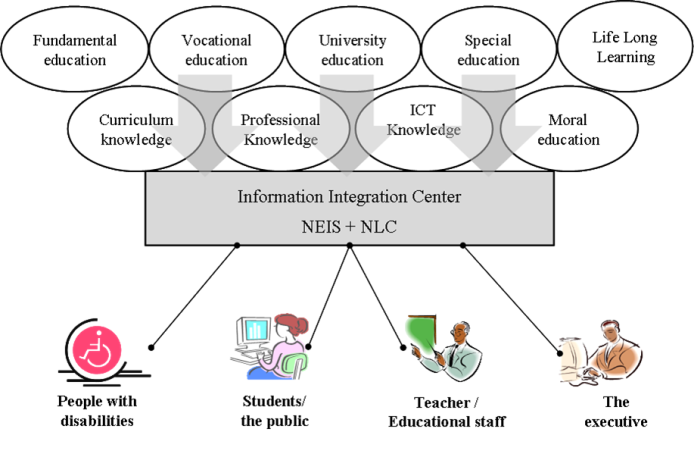 Fundamental
education
Vocational
education
University
education
Special
education
Life Long
Learning
Curriculum
knowledge
Professional
Knowledge
ICT
Knowledge
Moral
education
Information Integration Center
NEIS + NLC
People with
disabilities
Students/
the public
Teacher /
Educational staff
The
executive